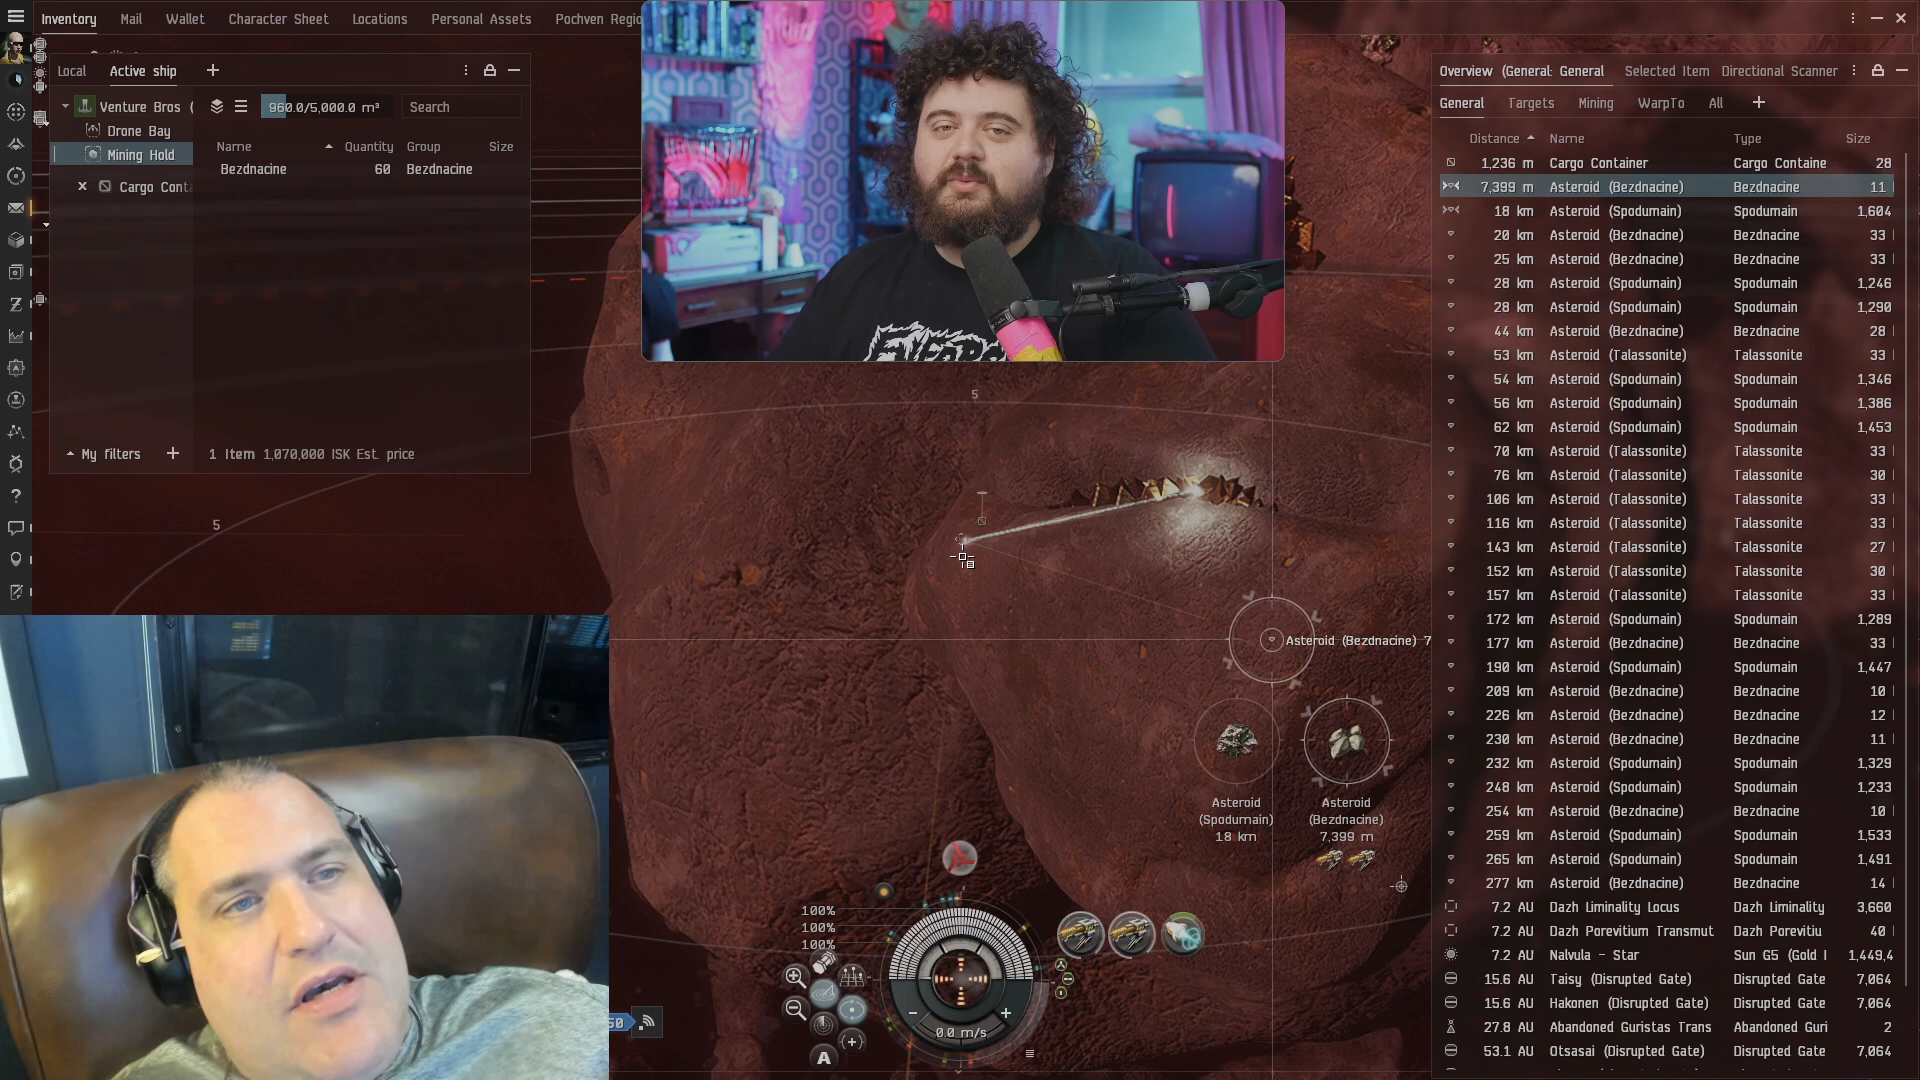 Inventory Mail Wallet Character Sheet Locations Personal Assets Pochven Regio
Local Active ship
Venture Bros ( 960.0/5,000.0 m³ Search
Drone Bay
Mining Hold
Cargo Conta
Name Quantity Group Size
Bezdnacine 60 Bezdnacine
My filters 1 Item 1,070,000 ISK Est. price
5
5
Asteroid (Bezdnacine) 7
Asteroid
(Spodumain)
18 km
Asteroid
(Bezdnacine)
7,399 m
100%
100%
100%
0.0 m/s
A
Overview (General: General Selected Item Directional Scanner
General Targets Mining WarpTo All
Distance Name Type Size
1,236 m Cargo Container Cargo Containe 28
7,399 m Asteroid (Bezdnacine) Bezdnacine 11
18 km Asteroid (Spodumain) Spodumain 1,604
20 km Asteroid (Bezdnacine) Bezdnacine 33
25 km Asteroid (Bezdnacine) Bezdnacine 33
28 km Asteroid (Spodumain) Spodumain 1,246
28 km Asteroid (Spodumain) Spodumain 1,290
44 km Asteroid (Bezdnacine) Bezdnacine 28
53 km Asteroid (Talassonite) Talassonite 33
54 km Asteroid (Spodumain) Spodumain 1,346
56 km Asteroid (Spodumain) Spodumain 1,386
62 km Asteroid (Spodumain) Spodumain 1,453
70 km Asteroid (Talassonite) Talassonite 33
76 km Asteroid (Talassonite) Talassonite 30
106 km Asteroid (Talassonite) Talassonite 33
116 km Asteroid (Talassonite) Talassonite 33
143 km Asteroid (Talassonite) Talassonite 27
152 km Asteroid (Talassonite) Talassonite 30
157 km Asteroid (Talassonite) Talassonite 33
172 km Asteroid (Spodumain) Spodumain 1,289
177 km Asteroid (Bezdnacine) Bezdnacine 33
190 km Asteroid (Spodumain) Spodumain 1,447
209 km Asteroid (Bezdnacine) Bezdnacine 10
226 km Asteroid (Bezdnacine) Bezdnacine 12
230 km Asteroid (Bezdnacine) Bezdnacine 11
232 km Asteroid (Spodumain) Spodumain 1,329
248 km Asteroid (Spodumain) Spodumain 1,233
254 km Asteroid (Bezdnacine) Bezdnacine 10
259 km Asteroid (Spodumain) Spodumain 1,533
265 km Asteroid (Spodumain) Spodumain 1,491
277 km Asteroid (Bezdnacine) Bezdnacine 14
7.2 AU Dazh Liminality Locus Dazh Liminality 3,660
7.2 AU Dazh Porevitium Transmut Dazh Porevitiu 40
7.2 AU Nalvula - Star Sun G5 (Gold 1,449,4
15.6 AU Taisy (Disrupted Gate) Disrupted Gate 7,064
15.6 AU Hakonen (Disrupted Gate) Disrupted Gate 7,064
27.8 AU Abandoned Guristas Trans Abandoned Guri 2
53.1 AU Otsasai (Disrupted Gate) Disrupted Gate 7,064